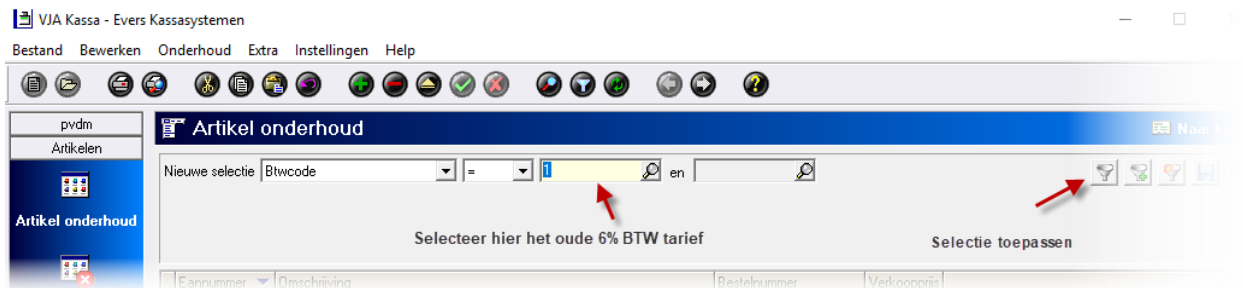 VJA Kassa - Evers Kassasystemen
Bestand Bewerken Onderhoud Extra Instellingen Help
pvdm
Artikelen
Artikel onderhoud
Artikel onderhoud
Naar
Nieuwe selectie Btwcode = 1 en
Selecteer hier het oude 6% BTW tarief
Selectie toepassen
Eannummer Omschrijving Bestelnummer Verkoopprijs